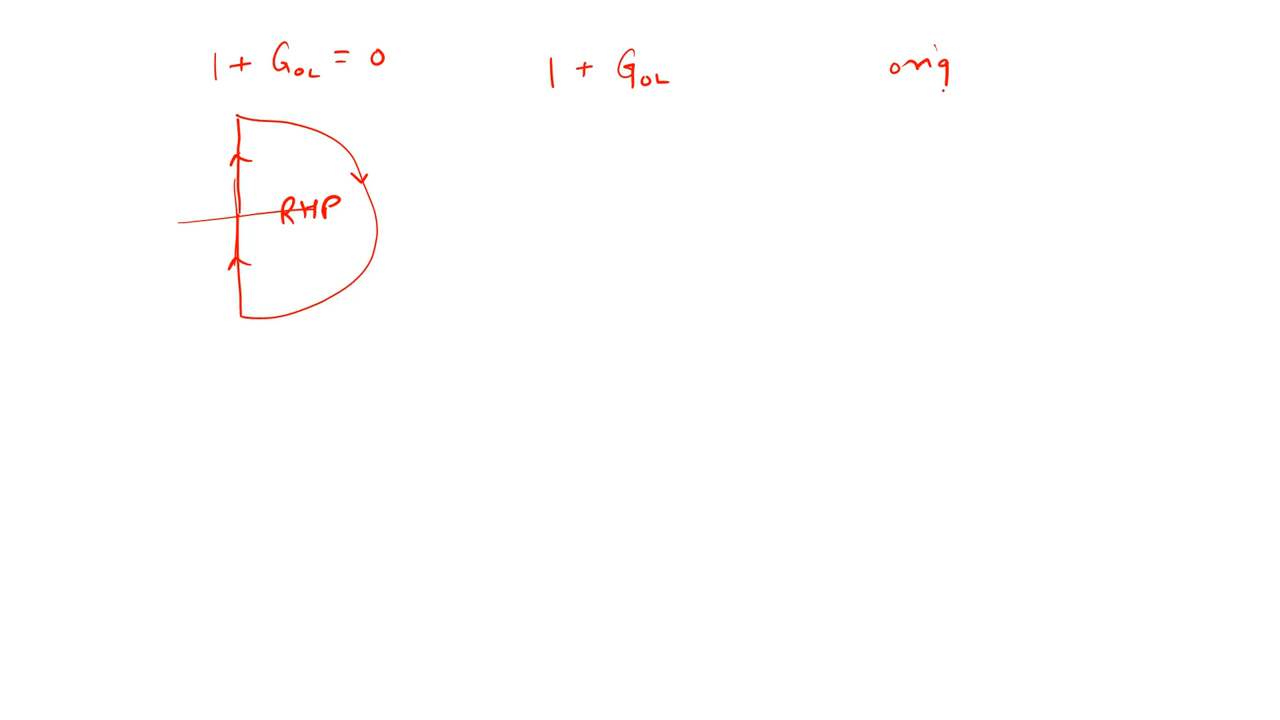 1 + G_OL = 0 1 + G_OL orig
RHP